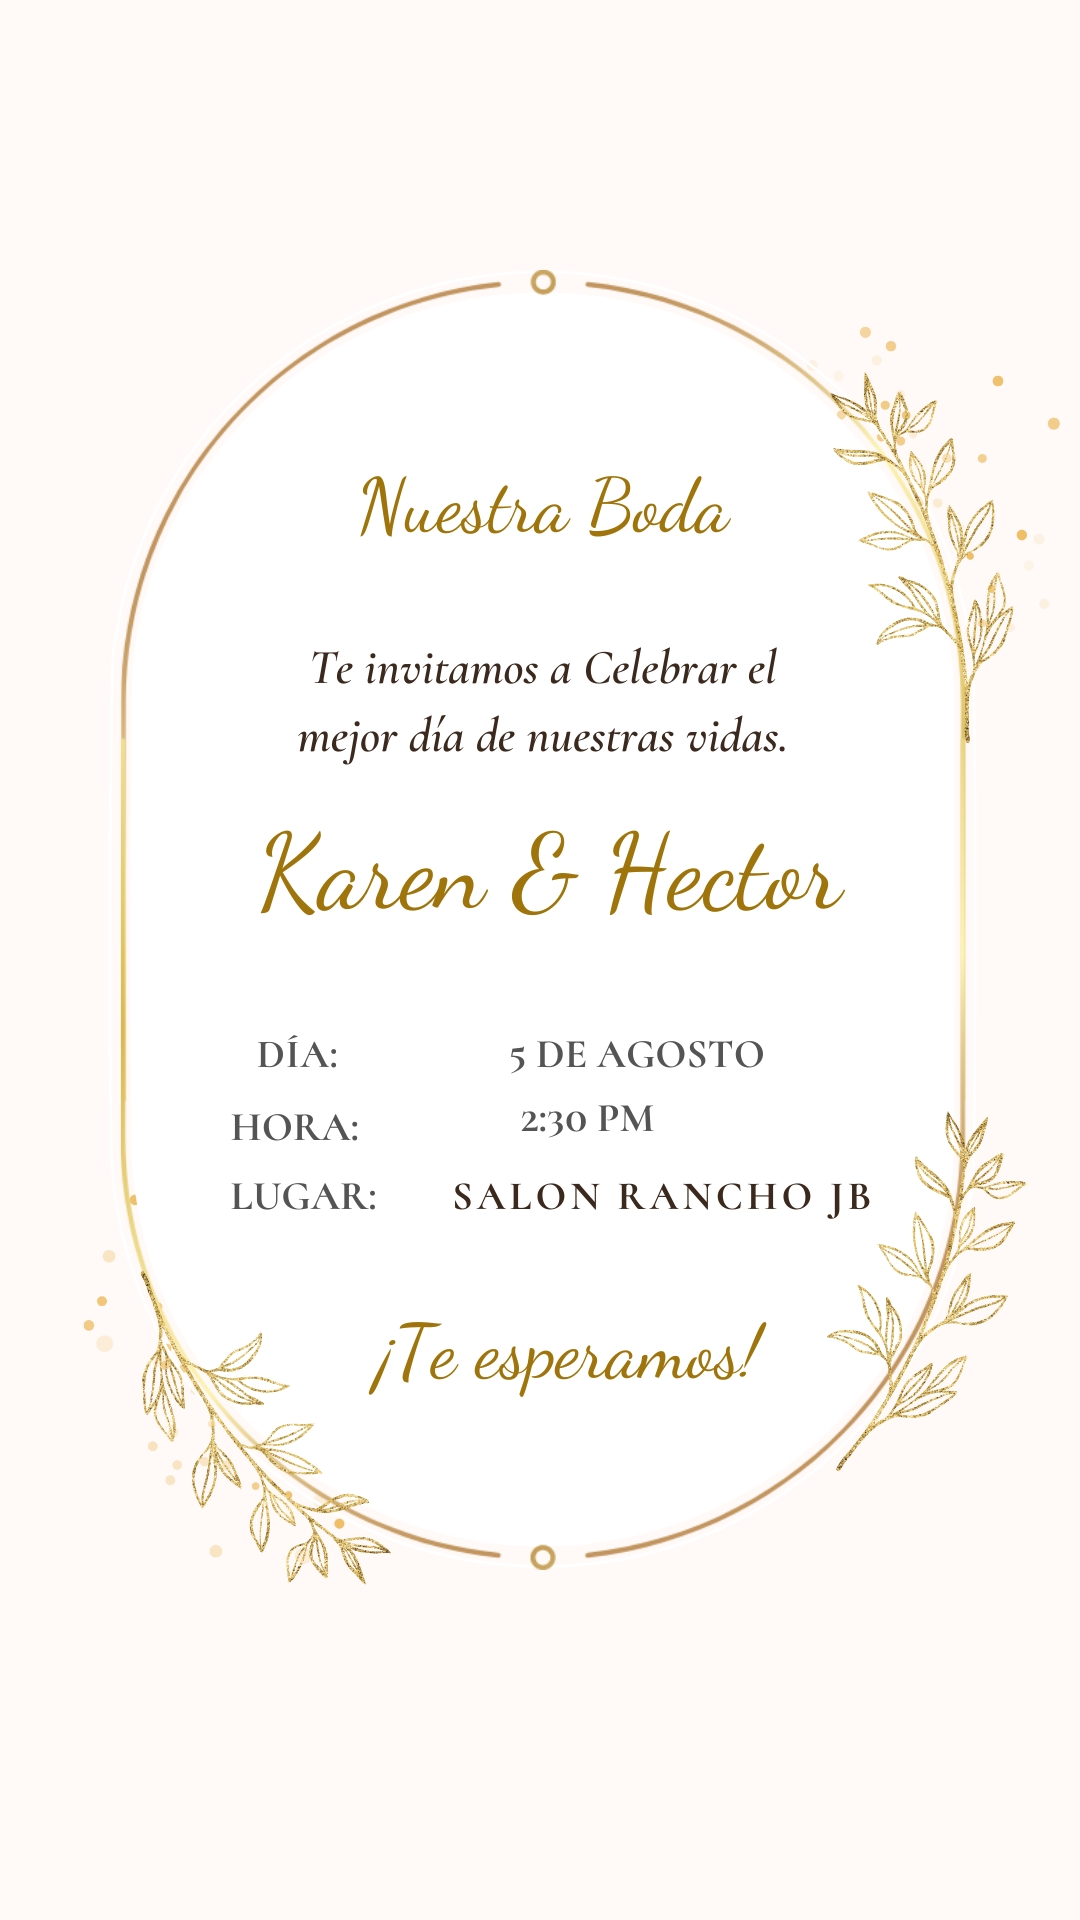 Nuestra Boda
Te invitamos a Celebrar el
mejor día de nuestras vidas.
Karen & Hector
DÍA: 5 DE AGOSTO
HORA: 2:30 PM
LUGAR: SALON RANCHO JB
¡Te esperamos!